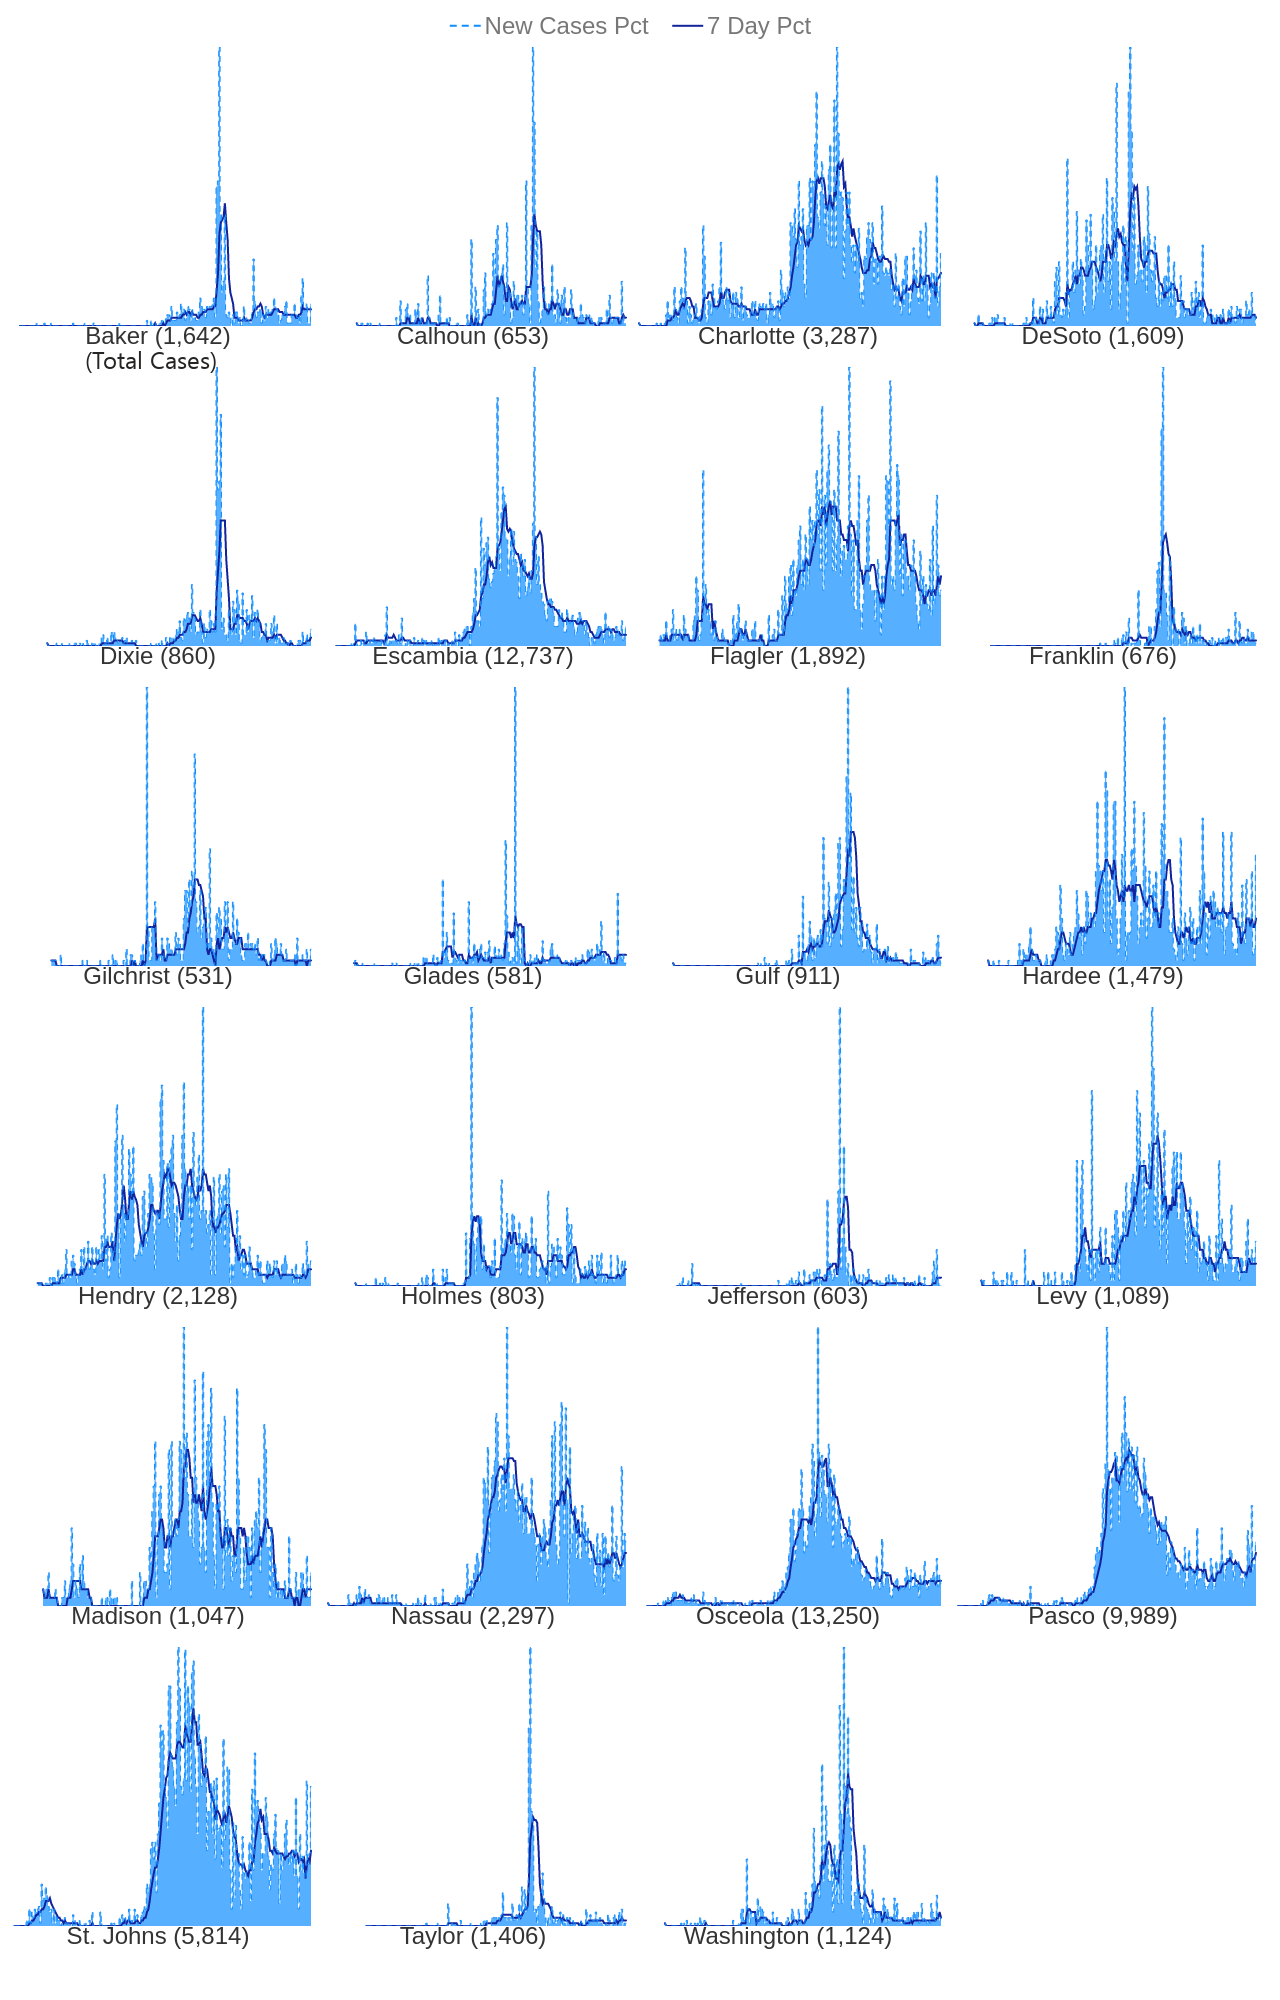 New Cases Pct 7 Day Pct
Baker (1,642)
(Total Cases)
Calhoun (653)
Charlotte (3,287)
DeSoto (1,609)
Dixie (860)
Escambia (12,737)
Flagler (1,892)
Franklin (676)
Gilchrist (531)
Glades (581)
Gulf (911)
Hardee (1,479)
Hendry (2,128)
Holmes (803)
Jefferson (603)
Levy (1,089)
Madison (1,047)
Nassau (2,297)
Osceola (13,250)
Pasco (9,989)
St. Johns (5,814)
Taylor (1,406)
Washington (1,124)